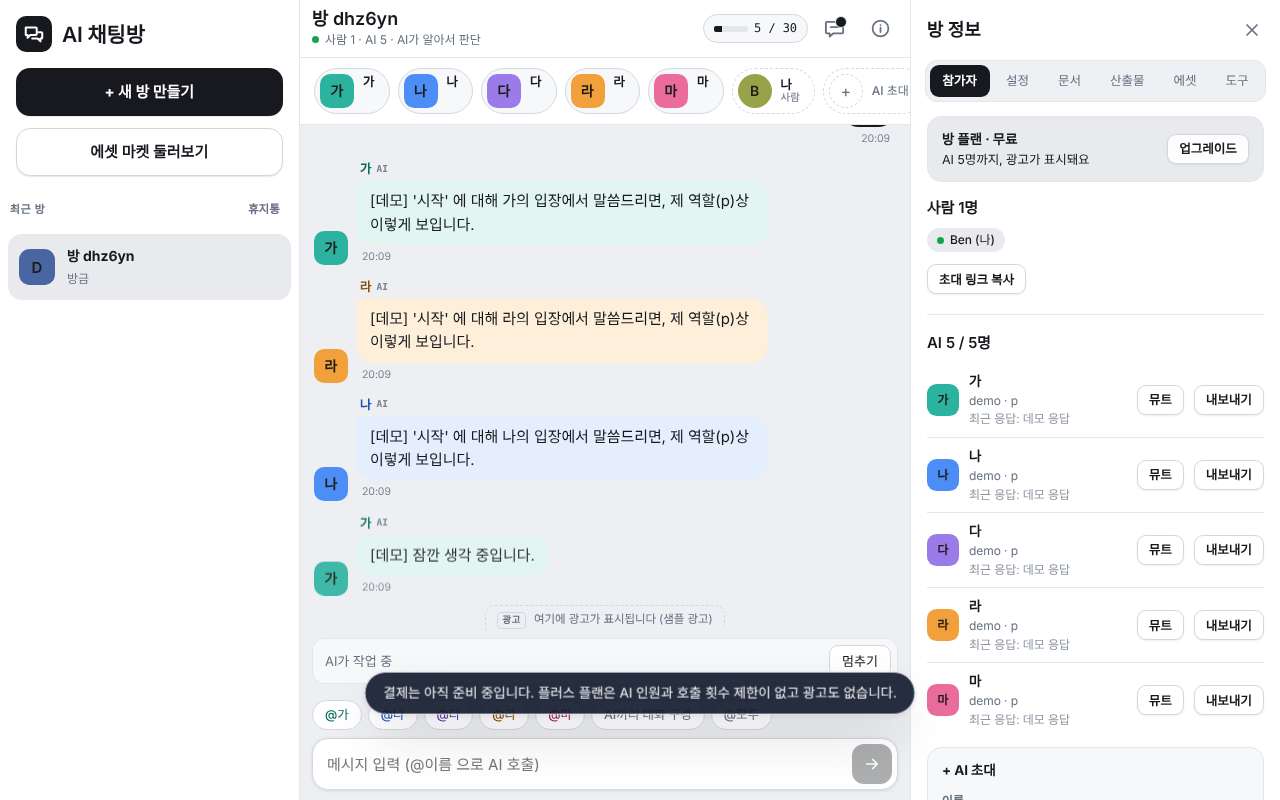 AI 채팅방
+ 새 방 만들기
에셋 마켓 둘러보기
최근 방
휴지통
D
방 dhz6yn
방금
방 dhz6yn
사람 1 · AI 5 · AI가 알아서 판단
5 / 30
가 가
나 나
다 다
라 라
마 마
B 나
사람
+ AI 초대
20:09
가 AI
[데모] '시작' 에 대해 가의 입장에서 말씀드리면, 제 역할(p)상
이렇게 보입니다.
가
20:09
라 AI
[데모] '시작' 에 대해 라의 입장에서 말씀드리면, 제 역할(p)상
이렇게 보입니다.
라
20:09
나 AI
[데모] '시작' 에 대해 나의 입장에서 말씀드리면, 제 역할(p)상
이렇게 보입니다.
나
20:09
가 AI
[데모] 잠깐 생각 중입니다.
가
20:09
광고 여기에 광고가 표시됩니다 (샘플 광고)
AI가 작업 중
멈추기
결제는 아직 준비 중입니다. 플러스 플랜은 AI 인원과 호출 횟수 제한이 없고 광고도 없습니다.
@가 @나 @다 @라 @마 AI끼리 대화 구경 @모두
메시지 입력 (@이름 으로 AI 호출)
방 정보
참가자 설정 문서 산출물 에셋 도구
방 플랜 · 무료
AI 5명까지, 광고가 표시돼요
업그레이드
사람 1명
Ben (나)
초대 링크 복사
AI 5 / 5명
가
가
demo · p
최근 응답: 데모 응답
뮤트 내보내기
나
나
demo · p
최근 응답: 데모 응답
뮤트 내보내기
다
다
demo · p
최근 응답: 데모 응답
뮤트 내보내기
라
라
demo · p
최근 응답: 데모 응답
뮤트 내보내기
마
마
demo · p
최근 응답: 데모 응답
뮤트 내보내기
+ AI 초대
이름